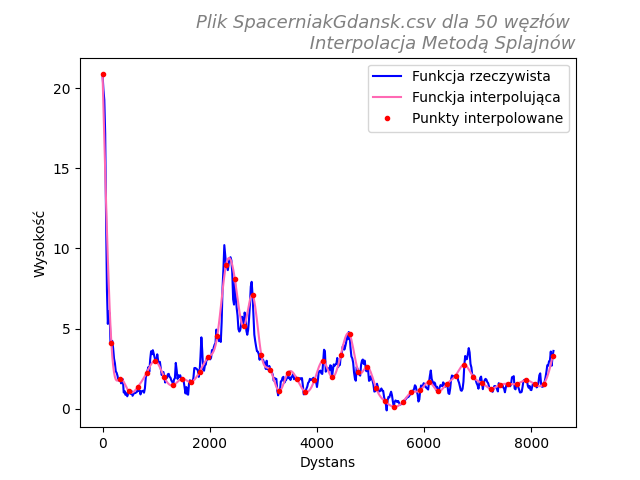 Plik SpacerniakGdansk.csv dla 50 węzłów
Interpolacja Metodą Splajnów
Funkcja rzeczywista
Funckja interpolująca
Punkty interpolowane
20
15
10
5
0
Wysokość
0 2000 4000 6000 8000
Dystans